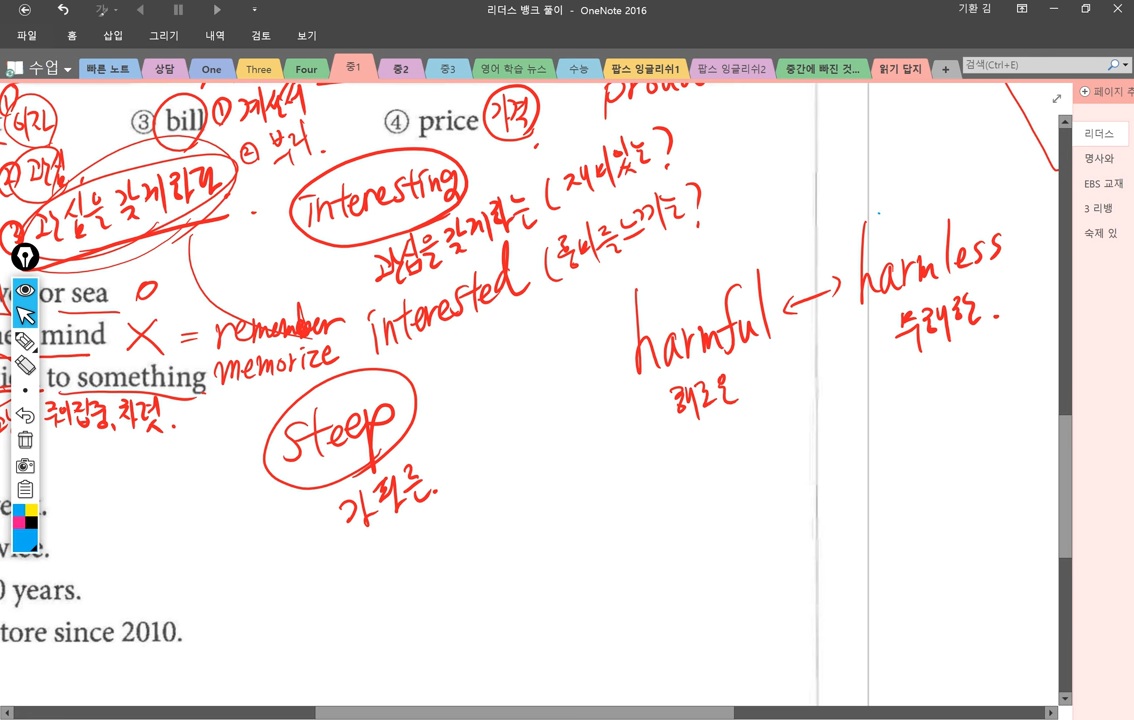 리더스 뱅크 풀이 - OneNote 2016
기환 김
파일 홈 삽입 그리기 내역 검토 보기
수업 빠른 노트 상담 One Three Four 중1 중2 중3 영어 학습 뉴스 수능 팝스 잉글리쉬1 팝스 잉글리쉬2 중간에 빠진 것... 읽기 답지 +
검색(Ctrl+E)
페이지 추
리더스
명사와
EBS 교재
3 리뱅
숙제 있
이자
③ bill ① 계산서
② 부리.
④ price 가격
② 관심
③ 관심을 갖게하다
interesting
관심을 갖게하는 (재미있는?
interested (흥미를 느끼는?
or sea O
mind X = remember
memorize
to something
주의집중, 차렷.
steep
가파른.
harmful ↔ harmless
해로운
무해한.
years.
tore since 2010.